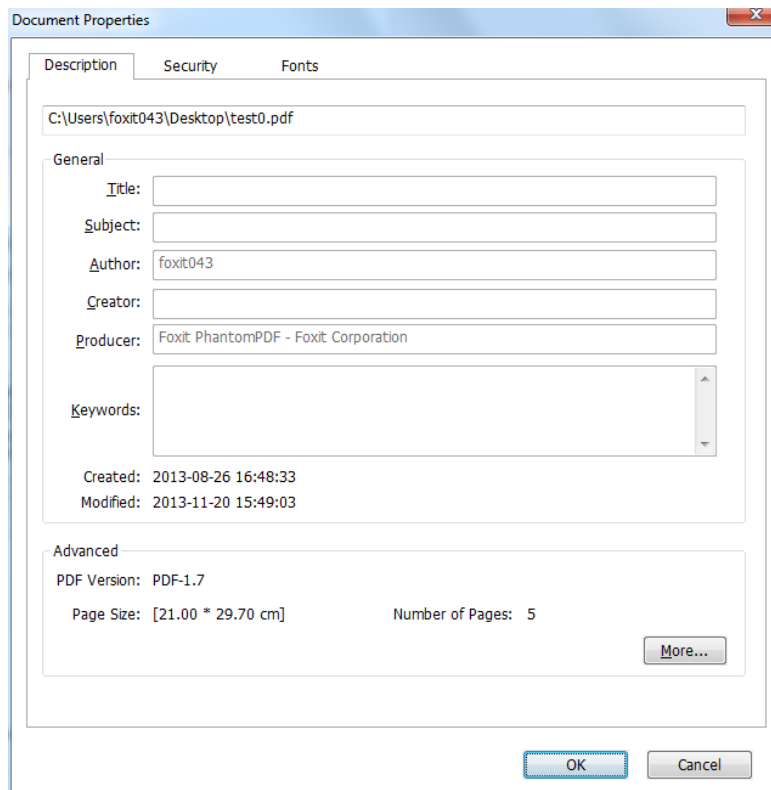 Document Properties
Description Security Fonts
C:\Users\foxit043\Desktop\test0.pdf
General
Title:
Subject:
Author: foxit043
Creator:
Producer: Foxit PhantomPDF - Foxit Corporation
Keywords:
Created: 2013-08-26 16:48:33
Modified: 2013-11-20 15:49:03
Advanced
PDF Version: PDF-1.7
Page Size: [21.00 * 29.70 cm] Number of Pages: 5
More...
OK Cancel